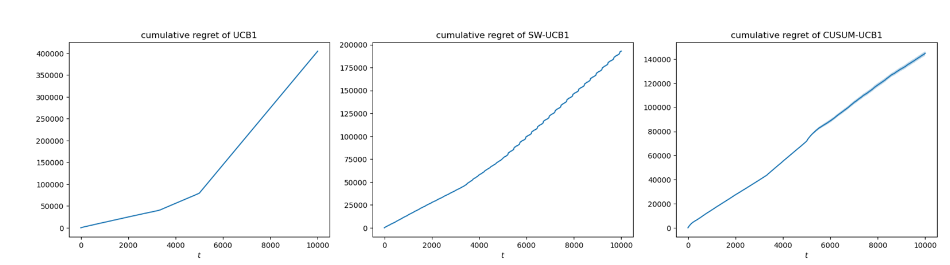 cumulative regret of UCB1
400000
350000
300000
250000
200000
150000
100000
50000
0
0 2000 4000 6000 8000 10000
t
cumulative regret of SW-UCB1
200000
175000
150000
125000
100000
75000
50000
25000
0
0 2000 4000 6000 8000 10000
t
cumulative regret of CUSUM-UCB1
140000
120000
100000
80000
60000
40000
20000
0
0 2000 4000 6000 8000 10000
t